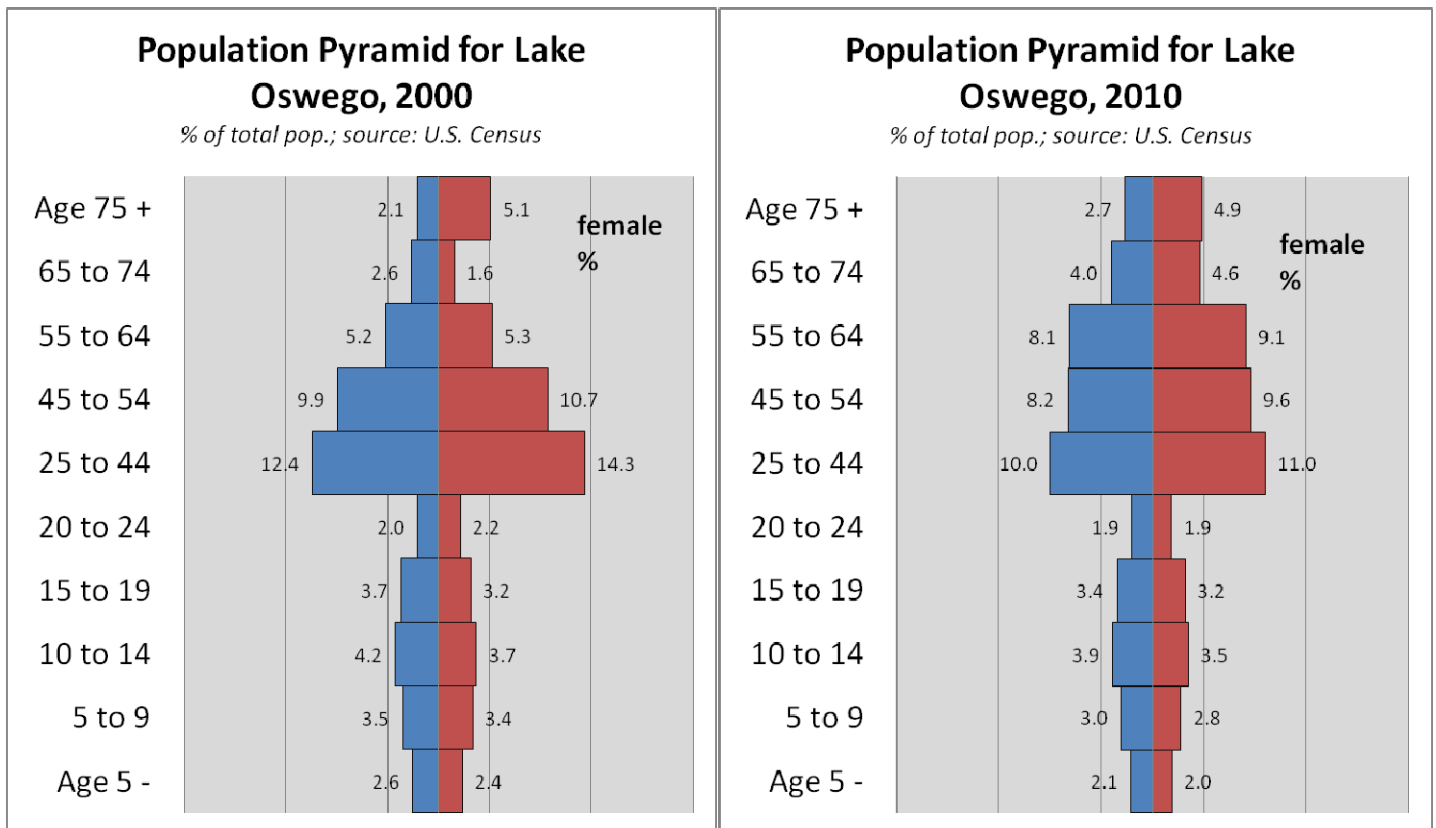 Population Pyramid for Lake
Oswego, 2000
% of total pop.; source: U.S. Census
Age 75 + 2.1 5.1
female
%
65 to 74 2.6 1.6
55 to 64 5.2 5.3
45 to 54 9.9 10.7
25 to 44 12.4 14.3
20 to 24 2.0 2.2
15 to 19 3.7 3.2
10 to 14 4.2 3.7
5 to 9 3.5 3.4
Age 5 - 2.6 2.4
Population Pyramid for Lake
Oswego, 2010
% of total pop.; source: U.S. Census
Age 75 + 2.7 4.9
female
%
65 to 74 4.0 4.6
55 to 64 8.1 9.1
45 to 54 8.2 9.6
25 to 44 10.0 11.0
20 to 24 1.9 1.9
15 to 19 3.4 3.2
10 to 14 3.9 3.5
5 to 9 3.0 2.8
Age 5 - 2.1 2.0